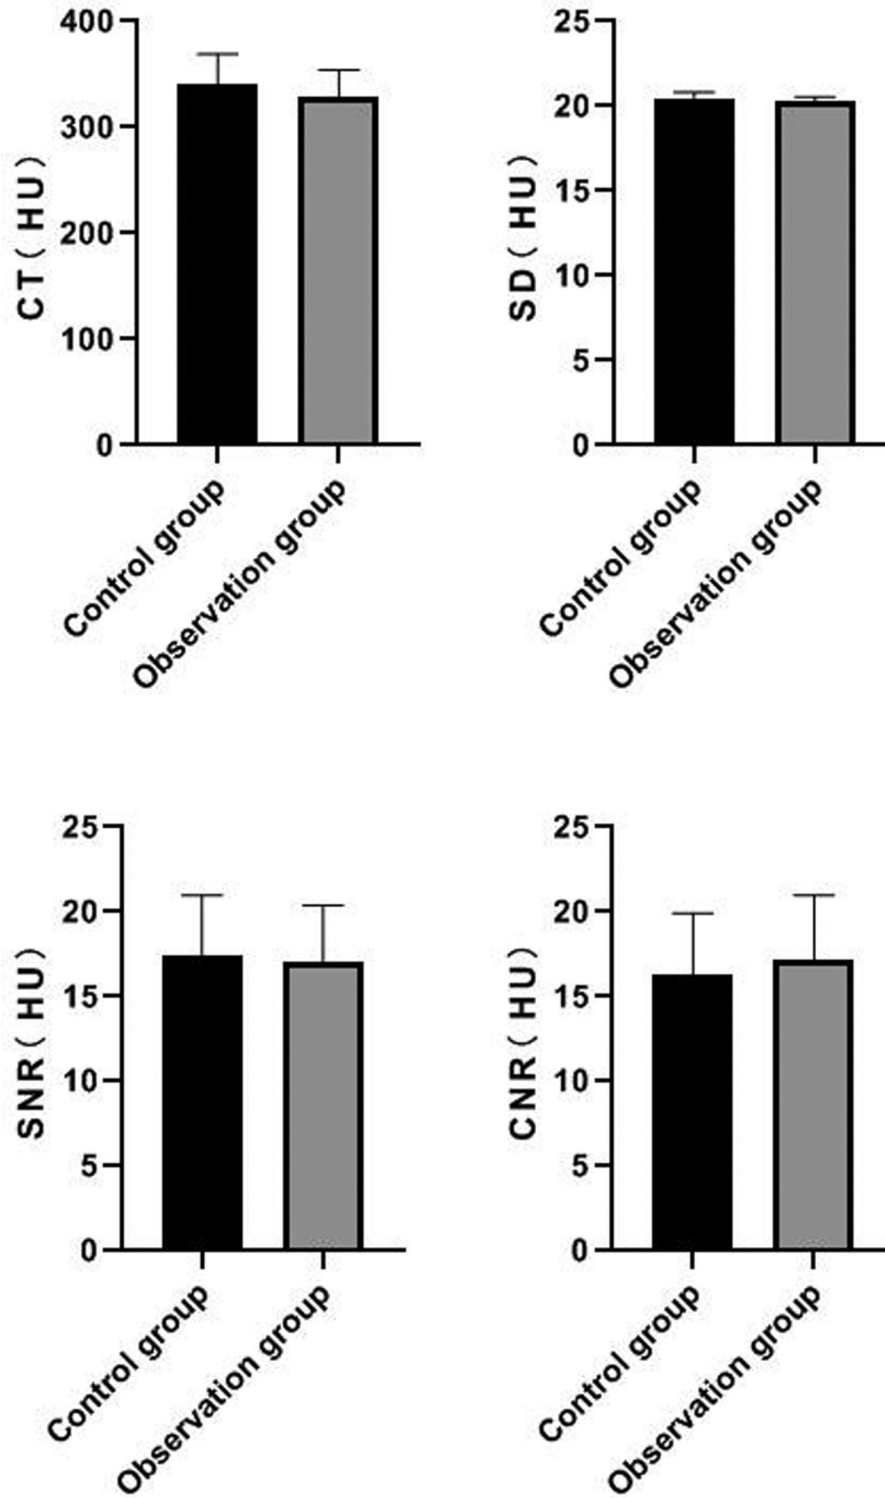 CT（HU）
400
300
200
100
0
Control group
Observation group
SD（HU）
25
20
15
10
5
0
Control group
Observation group
SNR（HU）
25
20
15
10
5
0
Control group
Observation group
CNR（HU）
25
20
15
10
5
0
Control group
Observation group